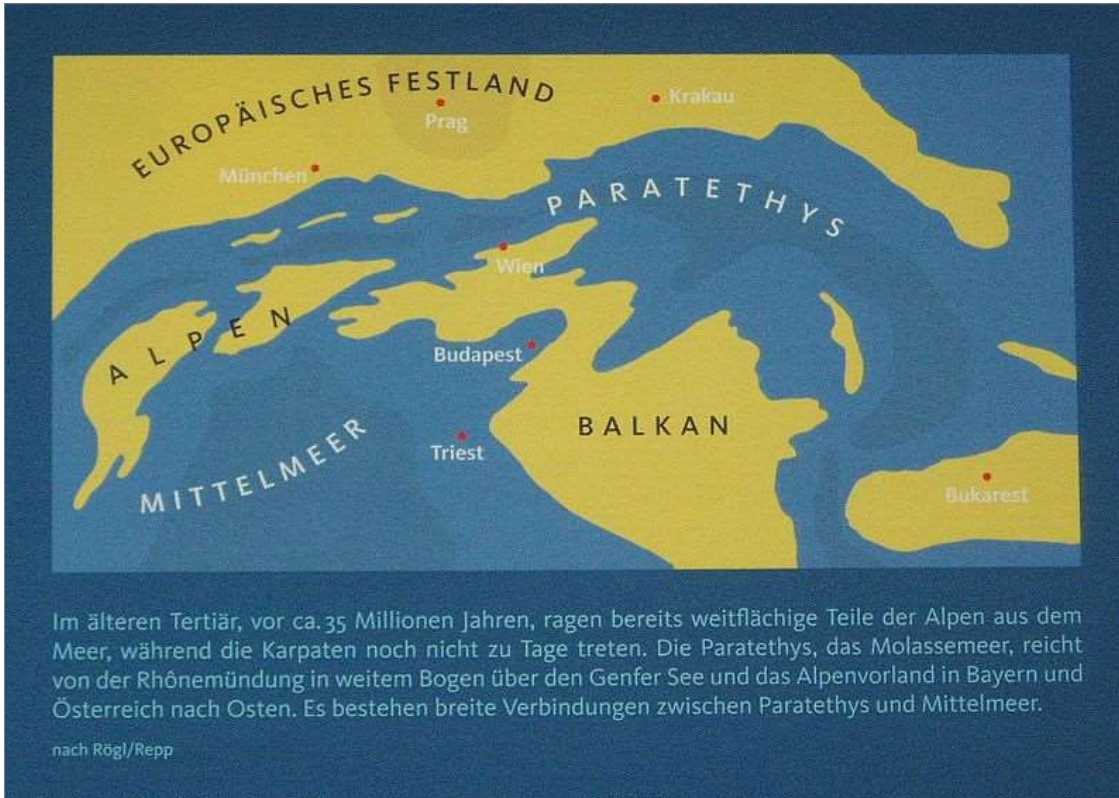 EUROPÄISCHES FESTLAND
Prag
Krakau
München
PARATETHYS
Wien
ALPEN
Budapest
BALKAN
MITTELMEER
Triest
Bukarest
Im älteren Tertiär, vor ca. 35 Millionen Jahren, ragen bereits weitflächige Teile der Alpen aus dem
Meer, während die Karpaten noch nicht zu Tage treten. Die Paratethys, das Molassemeer, reicht
von der Rhônemündung in weitem Bogen über den Genfer See und das Alpenvorland in Bayern und
Österreich nach Osten. Es bestehen breite Verbindungen zwischen Paratethys und Mittelmeer.
nach Rögl/Repp